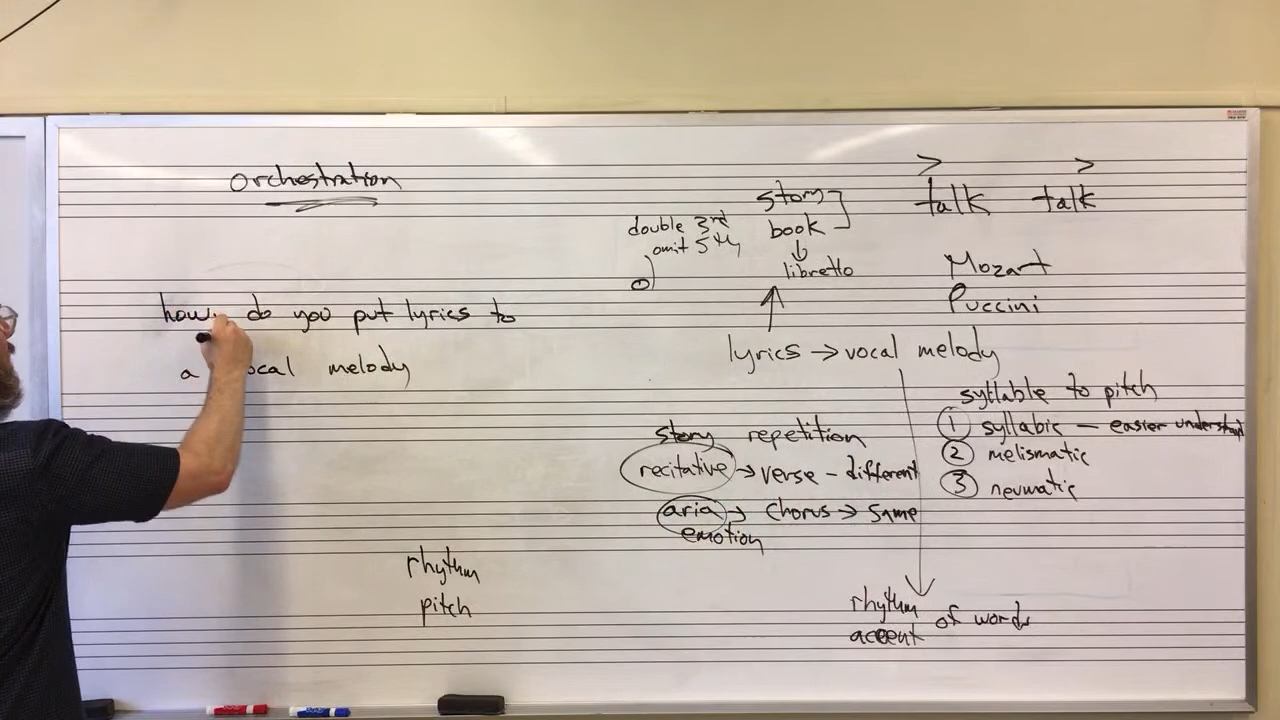 orchestration
how do you put lyrics to
a vocal melody
rhythm
pitch
double 3rd
omit 5th
story
book
libretto
lyrics → vocal melody
talk talk
Mozart
Puccini
syllable to pitch
1 syllabic — easier understand
2 melismatic
3 neumatic
story repetition
recitative → verse - different
aria → chorus → same
emotion
rhythm
accent
of words